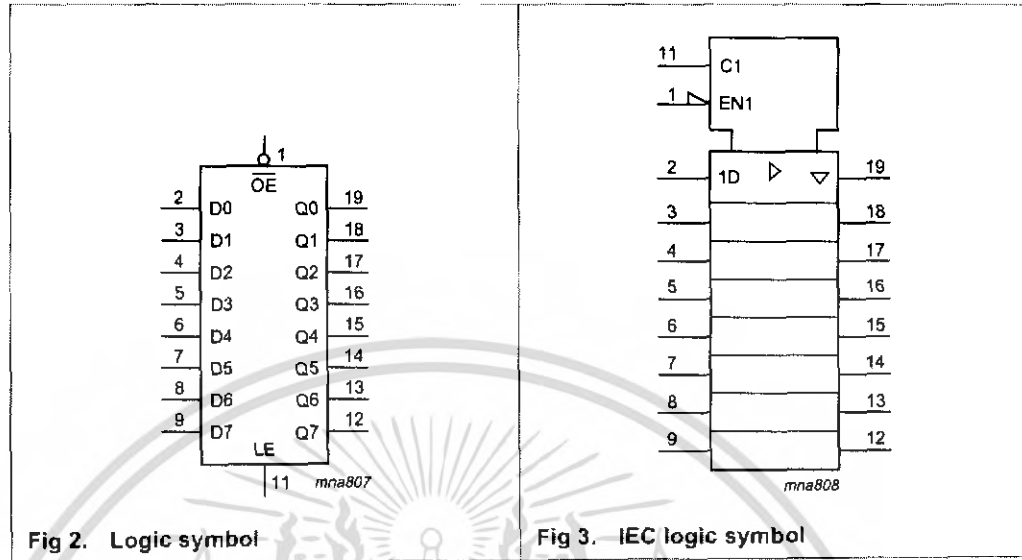 1
OE
2 D0 Q0 19
3 D1 Q1 18
4 D2 Q2 17
5 D3 Q3 16
6 D4 Q4 15
7 D5 Q5 14
8 D6 Q6 13
9 D7 Q7 12
LE
11 mna807
Fig 2. Logic symbol
11 C1
1 EN1
2 1D 19
3 18
4 17
5 16
6 15
7 14
8 13
9 12
mna808
Fig 3. IEC logic symbol